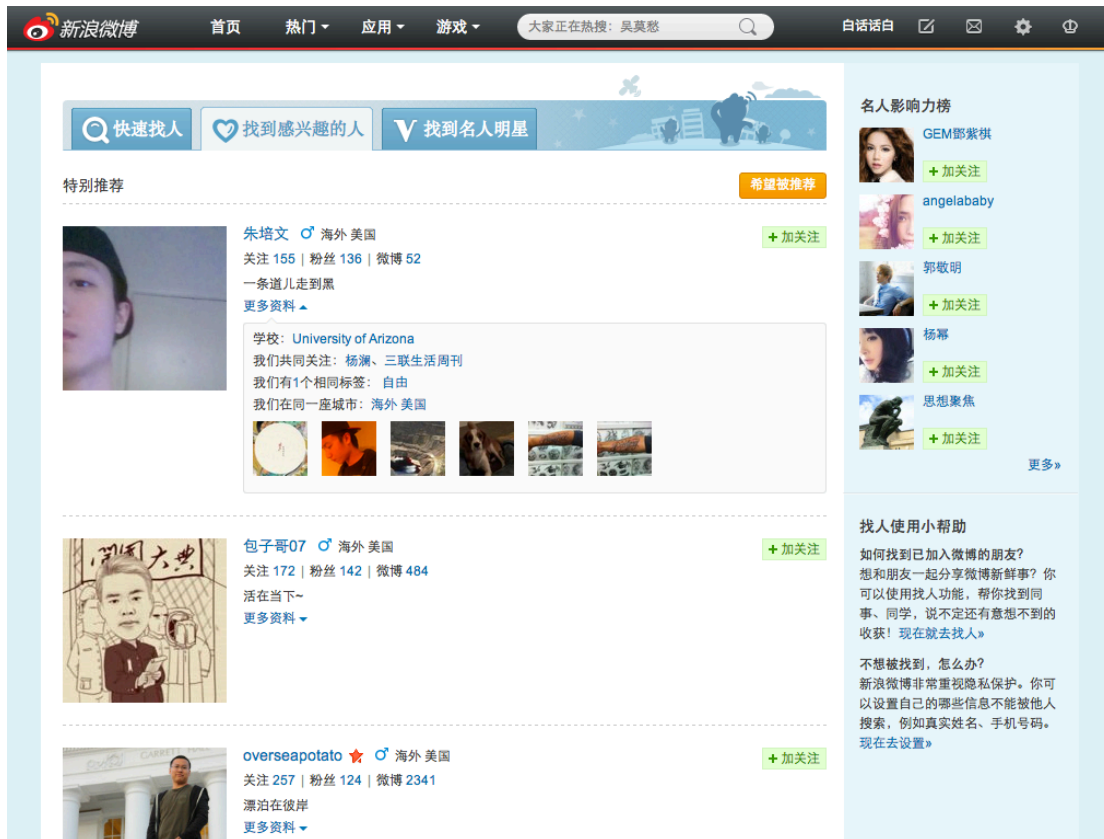 新浪微博
首页 热门 应用 游戏 大家正在热搜：吴莫愁 白话话白
快速找人 找到感兴趣的人 V 找到名人明星
特别推荐 希望被推荐
朱培文 海外 美国 +加关注
关注 155 | 粉丝 136 | 微博 52
一条道儿走到黑
更多资料
学校：University of Arizona
我们共同关注：杨澜、三联生活周刊
我们有1个相同标签： 自由
我们在同一座城市：海外 美国
開國大典
包子哥07 海外 美国 +加关注
关注 172 | 粉丝 142 | 微博 484
活在当下~
更多资料
overseapotato 海外 美国 +加关注
关注 257 | 粉丝 124 | 微博 2341
漂泊在彼岸
更多资料
名人影响力榜
GEM鄧紫棋
+加关注
angelababy
+加关注
郭敬明
+加关注
杨幂
+加关注
思想聚焦
+加关注
更多»
找人使用小帮助
如何找到已加入微博的朋友？
想和朋友一起分享微博新鲜事？你
可以使用找人功能，帮你找到同
事、同学，说不定还有意想不到的
收获！现在就去找人»
不想被找到，怎么办？
新浪微博非常重视隐私保护。你可
以设置自己的哪些信息不能被他人
搜索，例如真实姓名、手机号码。
现在去设置»